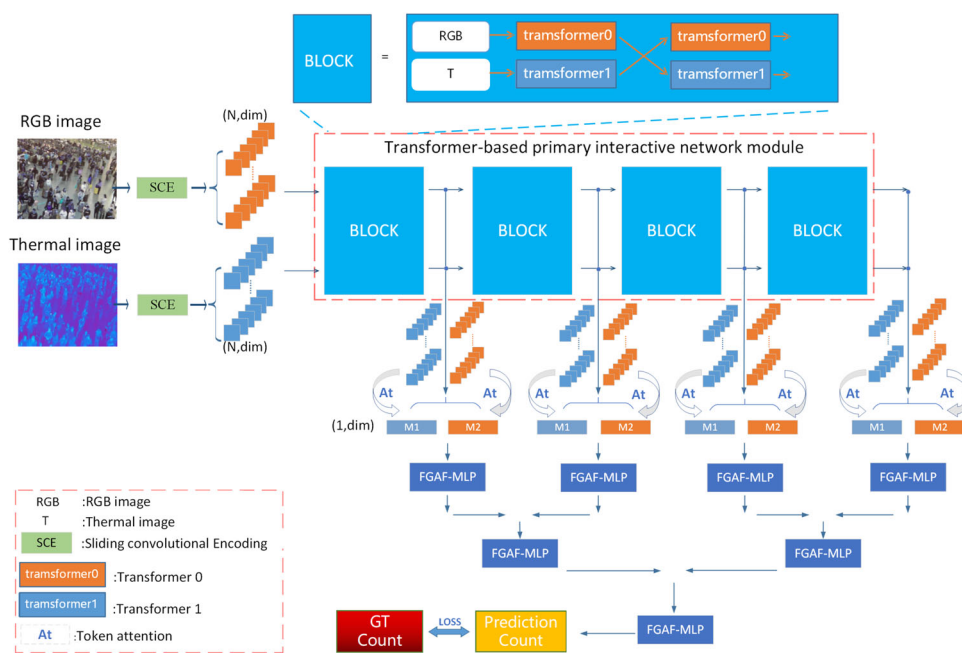 RGB
tramsformer0
tramsformer0
BLOCK
=
T
tramsformer1
tramsformer1
(N,dim)
RGB image
Transformer-based primary interactive network module
SCE
Thermal image
BLOCK
BLOCK
BLOCK
BLOCK
SCE
(N,dim)
At
At
At
At
At
At
At
At
(1,dim)
M1
M2
M1
M2
M1
M2
M1
M2
FGAF-MLP
FGAF-MLP
FGAF-MLP
FGAF-MLP
FGAF-MLP
FGAF-MLP
FGAF-MLP
GT
Count
LOSS
Prediction
Count
RGB :RGB image
T :Thermal image
SCE :Sliding convolutional Encoding
tramsformer0 :Transformer 0
tramsformer1 :Transformer 1
At :Token attention